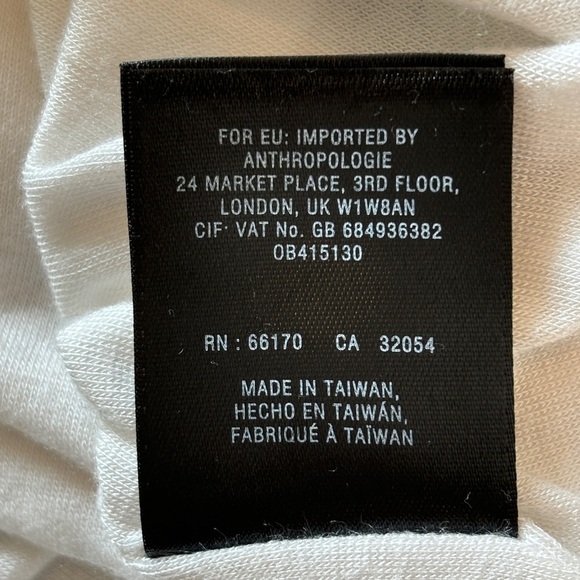 FOR EU: IMPORTED BY
ANTHROPOLOGIE
24 MARKET PLACE, 3RD FLOOR,
LONDON, UK W1W8AN
CIF: VAT No. GB 684936382
OB415130
RN : 66170 CA 32054
MADE IN TAIWAN,
HECHO EN TAIWÁN,
FABRIQUÉ À TAÏWAN